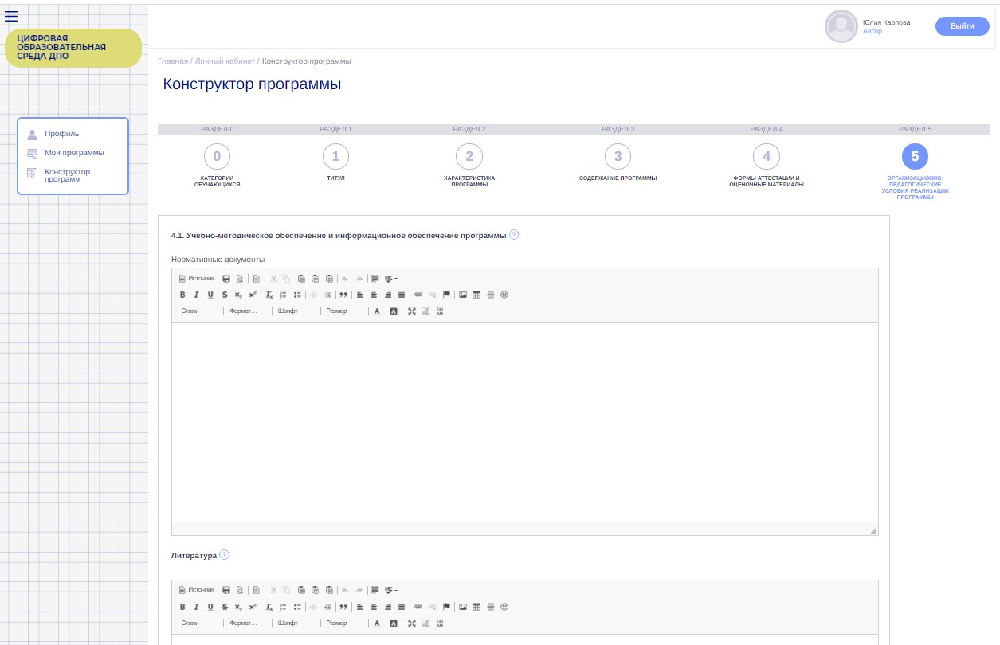 ЦИФРОВАЯ
ОБРАЗОВАТЕЛЬНАЯ
СРЕДА ДПО
Юлия Карпова
Автор
Выйти
Главная / Личный кабинет / Конструктор программы
Конструктор программы
Профиль
Мои программы
Конструктор
программ
РАЗДЕЛ 0 РАЗДЕЛ 1 РАЗДЕЛ 2 РАЗДЕЛ 3 РАЗДЕЛ 4 РАЗДЕЛ 5
0 1 2 3 4 5
КАТЕГОРИИ
ОБУЧАЮЩИХСЯ
ТИТУЛ
ХАРАКТЕРИСТИКА
ПРОГРАММЫ
СОДЕРЖАНИЕ ПРОГРАММЫ
ФОРМЫ АТТЕСТАЦИИ И
ОЦЕНОЧНЫЕ МАТЕРИАЛЫ
ОРГАНИЗАЦИОННО-
ПЕДАГОГИЧЕСКИЕ
УСЛОВИЯ РЕАЛИЗАЦИИ
ПРОГРАММЫ
4.1. Учебно-методическое обеспечение и информационное обеспечение программы ?
Нормативные документы
Источник
Стили Формат... Шрифт Размер
Литература ?
Источник
Стили Формат... Шрифт Размер